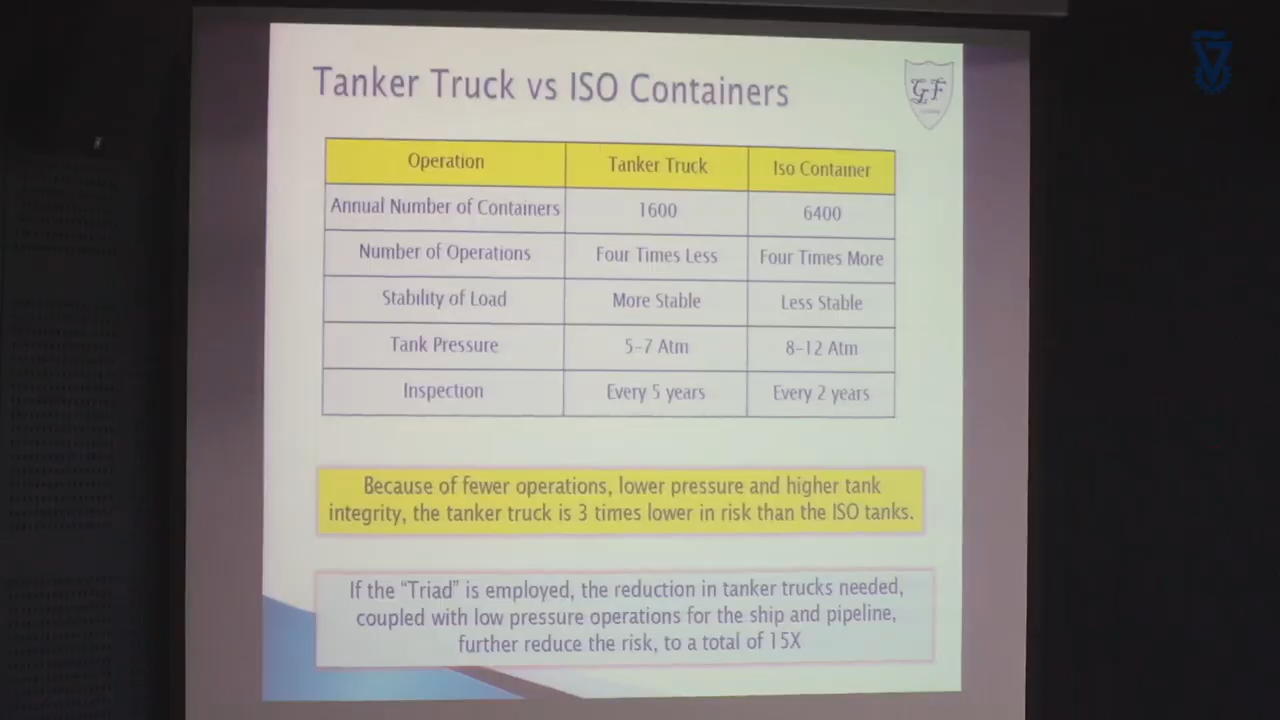 Tanker Truck vs ISO Containers
GF
Operation Tanker Truck Iso Container
Annual Number of Containers 1600 6400
Number of Operations Four Times Less Four Times More
Stability of Load More Stable Less Stable
Tank Pressure 5-7 Atm 8-12 Atm
Inspection Every 5 years Every 2 years
Because of fewer operations, lower pressure and higher tank
integrity, the tanker truck is 3 times lower in risk than the ISO tanks.
If the “Triad” is employed, the reduction in tanker trucks needed,
coupled with low pressure operations for the ship and pipeline,
further reduce the risk, to a total of 15X